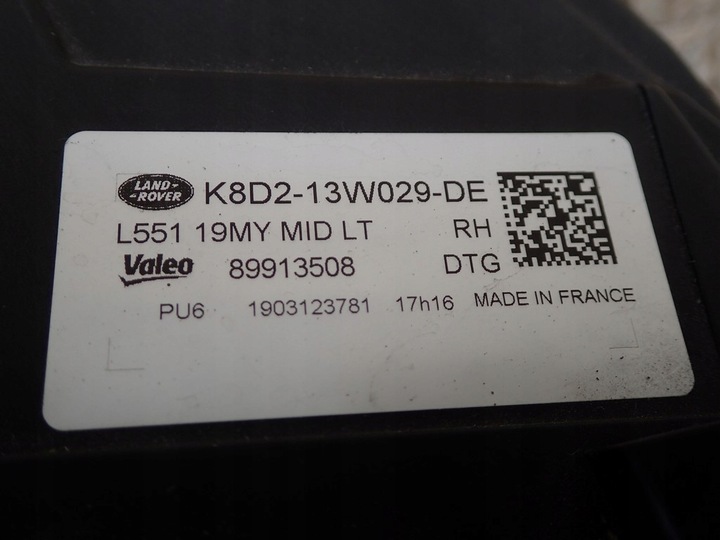 LAND-
-ROVER K8D2-13W029-DE
L551 19MY MID LT RH
Valeo 89913508 DTG
PU6 1903123781 17h16 MADE IN FRANCE